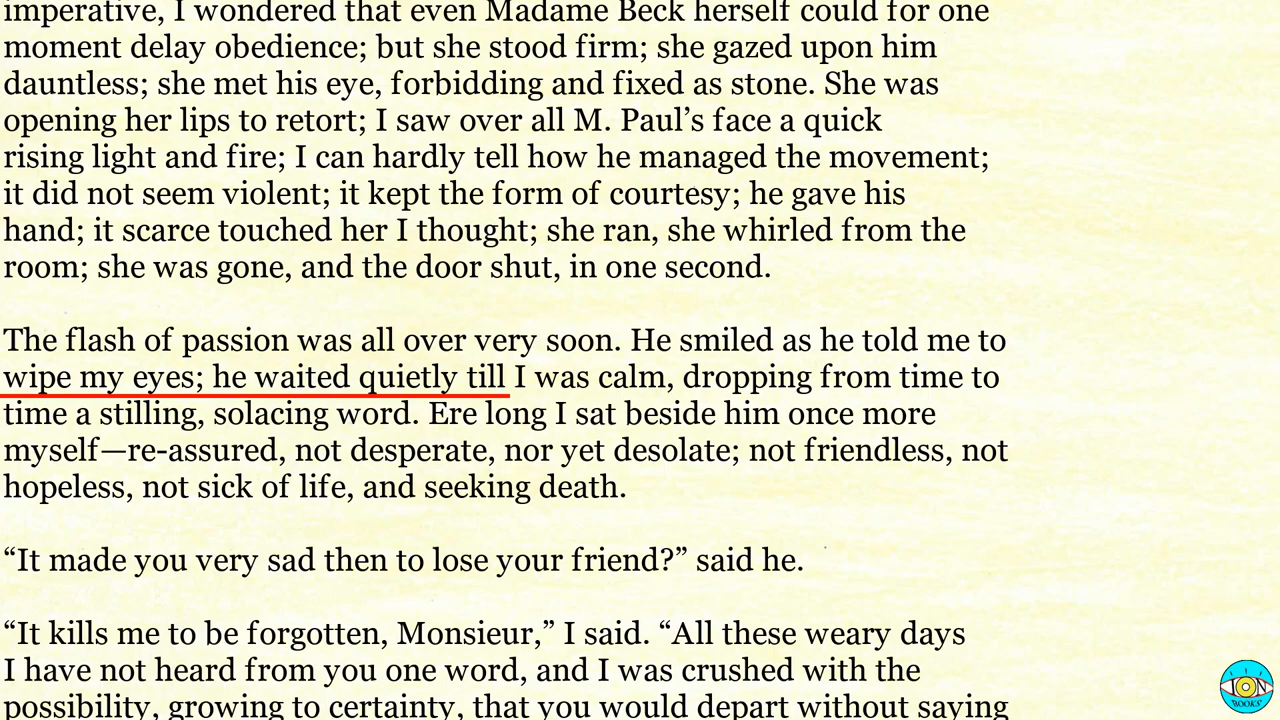 imperative, I wondered that even Madame Beck herself could for one
moment delay obedience; but she stood firm; she gazed upon him
dauntless; she met his eye, forbidding and fixed as stone. She was
opening her lips to retort; I saw over all M. Paul’s face a quick
rising light and fire; I can hardly tell how he managed the movement;
it did not seem violent; it kept the form of courtesy; he gave his
hand; it scarce touched her I thought; she ran, she whirled from the
room; she was gone, and the door shut, in one second.
The flash of passion was all over very soon. He smiled as he told me to
wipe my eyes; he waited quietly till I was calm, dropping from time to
time a stilling, solacing word. Ere long I sat beside him once more
myself—re-assured, not desperate, nor yet desolate; not friendless, not
hopeless, not sick of life, and seeking death.
“It made you very sad then to lose your friend?” said he.
“It kills me to be forgotten, Monsieur,” I said. “All these weary days
I have not heard from you one word, and I was crushed with the
possibility, growing to certainty, that you would depart without saying
ION
BOOKS